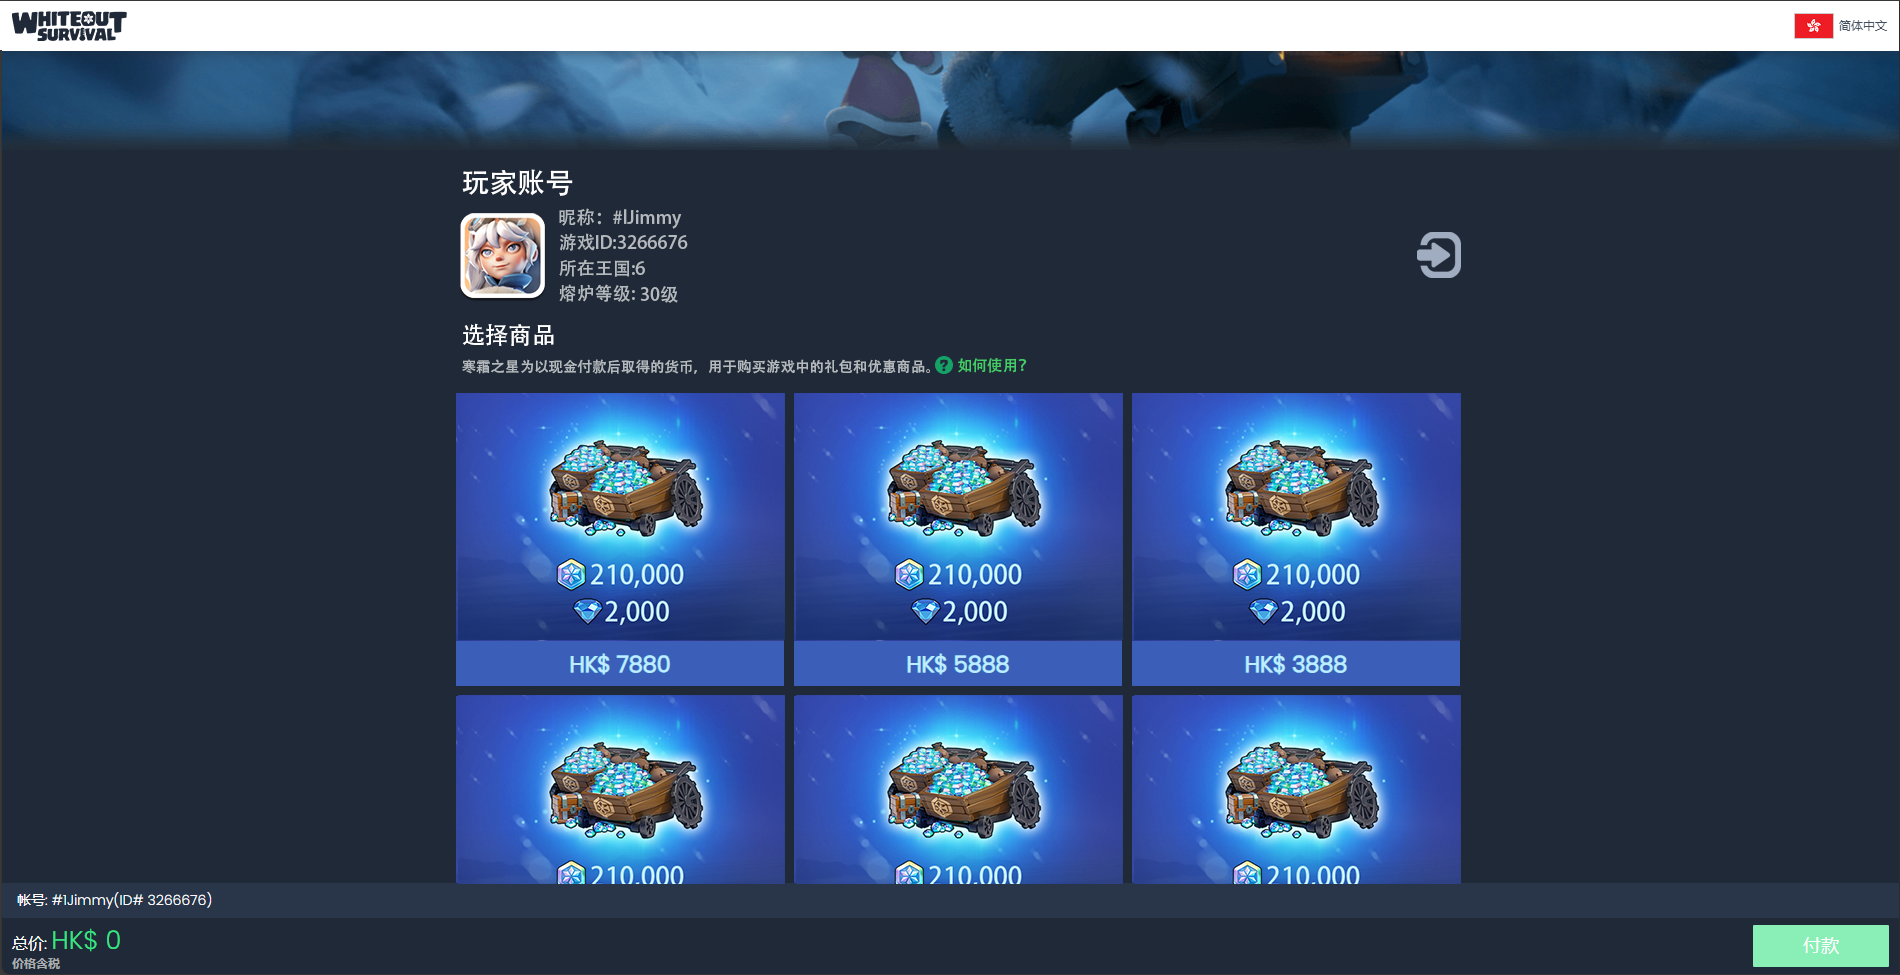 WHITEOUT
SURVIVAL
简体中文
玩家账号
昵称：#lJimmy
游戏ID:3266676
所在王国:6
熔炉等级: 30级
选择商品
寒霜之星为以现金付款后取得的货币，用于购买游戏中的礼包和优惠商品。 ? 如何使用?
210,000
2,000
HK$ 7880
210,000
2,000
HK$ 5888
210,000
2,000
HK$ 3888
210,000
210,000
210,000
帐号: #1Jimmy(ID# 3266676)
总价: HK$ 0
价格含税
付款